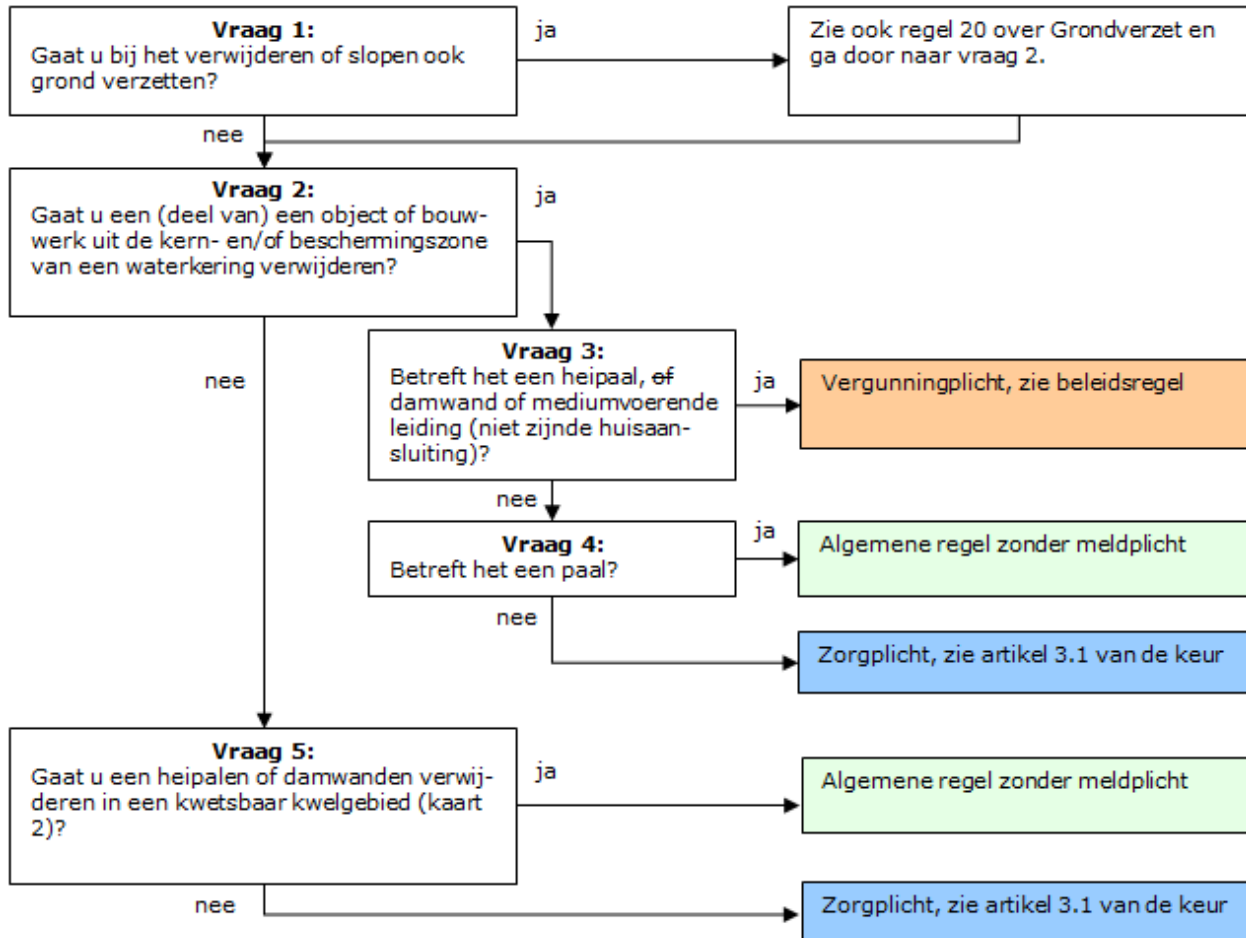 Vraag 1:
Gaat u bij het verwijderen of slopen ook
grond verzetten?
ja
Zie ook regel 20 over Grondverzet en
ga door naar vraag 2.
nee
Vraag 2:
Gaat u een (deel van) een object of bouw-
werk uit de kern- en/of beschermingszone
van een waterkering verwijderen?
ja
nee
Vraag 3:
Betreft het een heipaal, of
damwand of mediumvoerende
leiding (niet zijnde huisaan-
sluiting)?
ja
Vergunningplicht, zie beleidsregel
nee
Vraag 4:
Betreft het een paal?
ja
Algemene regel zonder meldplicht
nee
Zorgplicht, zie artikel 3.1 van de keur
Vraag 5:
Gaat u een heipalen of damwanden verwij-
deren in een kwetsbaar kwelgebied (kaart
2)?
ja
Algemene regel zonder meldplicht
nee
Zorgplicht, zie artikel 3.1 van de keur